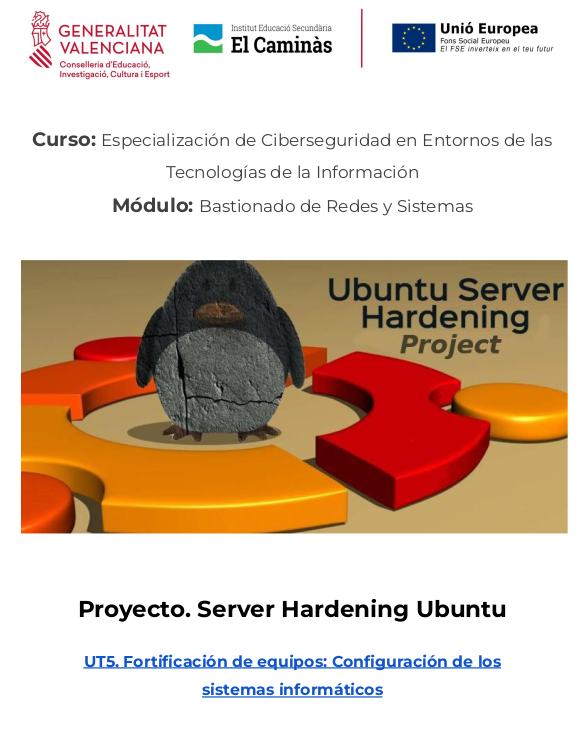 GENERALITAT
VALENCIANA
Conselleria d'Educació,
Investigació, Cultura i Esport
Institut Educació Secundària
El Caminàs
Unió Europea
Fons Social Europeu
El FSE inverteix en el teu futur
Curso: Especialización de Ciberseguridad en Entornos de las
Tecnologías de la Información
Módulo: Bastionado de Redes y Sistemas
Ubuntu Server
Hardening
Project
Proyecto. Server Hardening Ubuntu
UT5. Fortificación de equipos: Configuración de los
sistemas informáticos